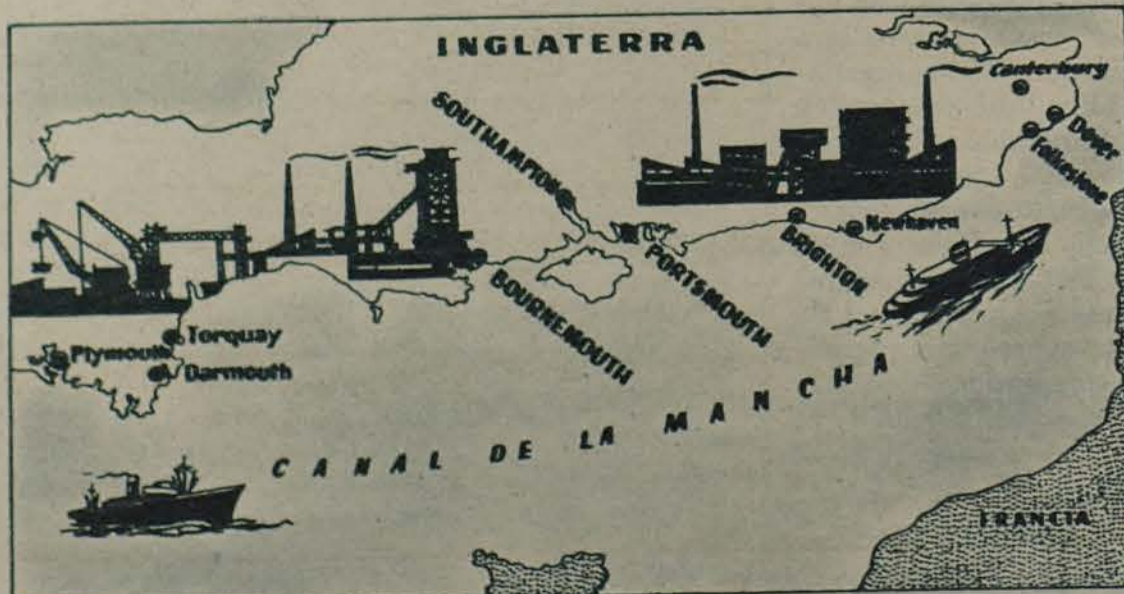 INGLATERRA
Canterbury
SOUTHAMPTON
Dover
Folkestone
Newhaven
BRIGHTON
PORTSMOUTH
BOURNEMOUTH
Torquay
Plymouth
Darmouth
CANAL DE LA MANCHA
FRANCIA